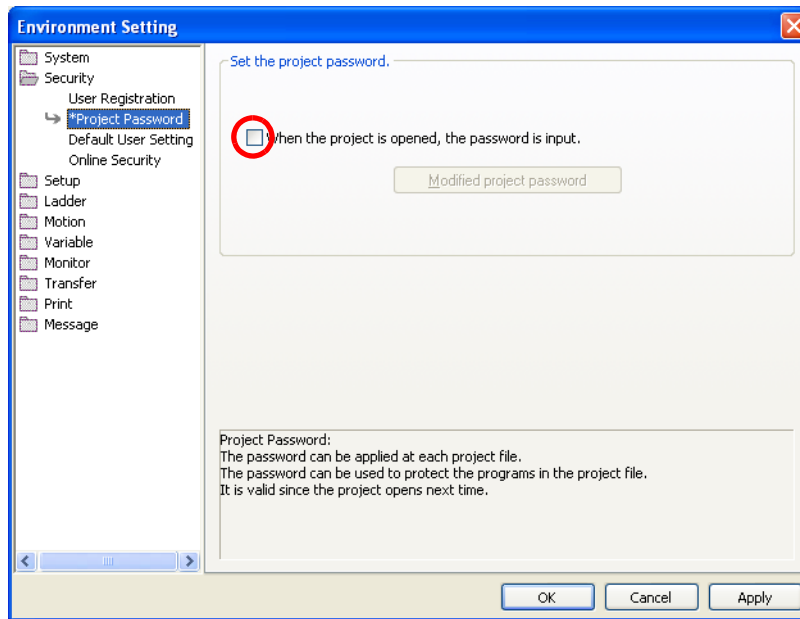 Environment Setting
System
Security
User Registration
*Project Password
Default User Setting
Online Security
Setup
Ladder
Motion
Variable
Monitor
Transfer
Print
Message
Set the project password.
When the project is opened, the password is input.
Modified project password
Project Password:
The password can be applied at each project file.
The password can be used to protect the programs in the project file.
It is valid since the project opens next time.
OK
Cancel
Apply